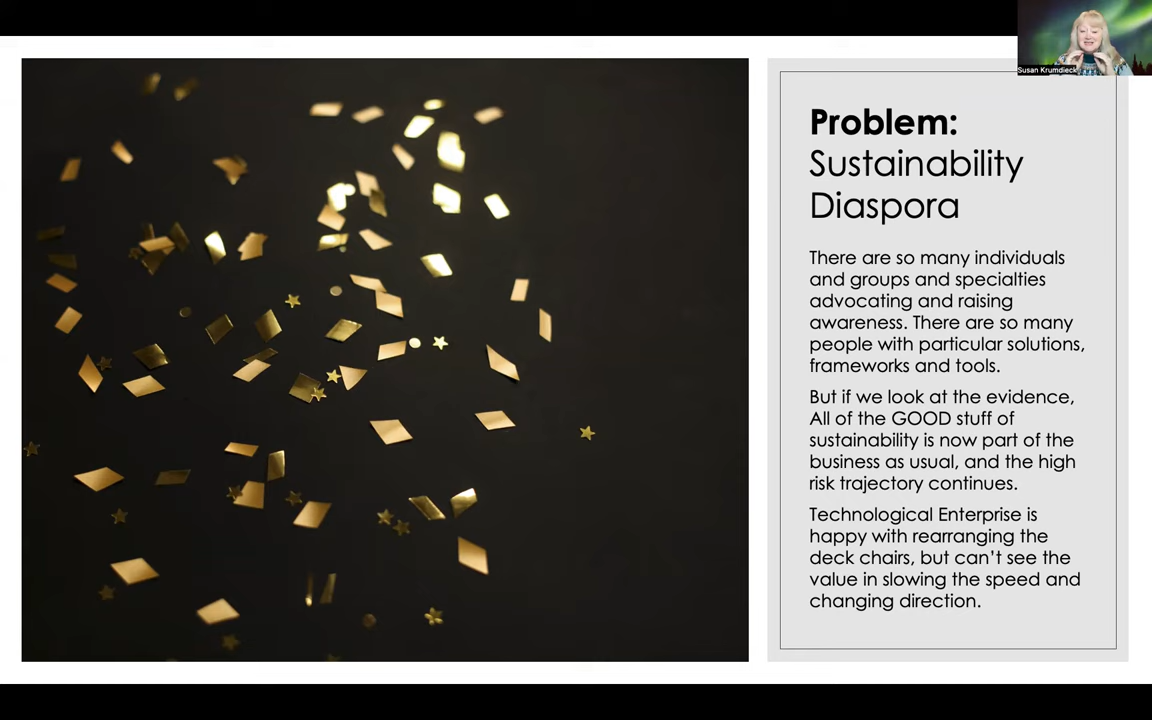 Susan Krumdieck
Problem:
Sustainability
Diaspora
There are so many individuals
and groups and specialties
advocating and raising
awareness. There are so many
people with particular solutions,
frameworks and tools.
But if we look at the evidence,
All of the GOOD stuff of
sustainability is now part of the
business as usual, and the high
risk trajectory continues.
Technological Enterprise is
happy with rearranging the
deck chairs, but can't see the
value in slowing the speed and
changing direction.